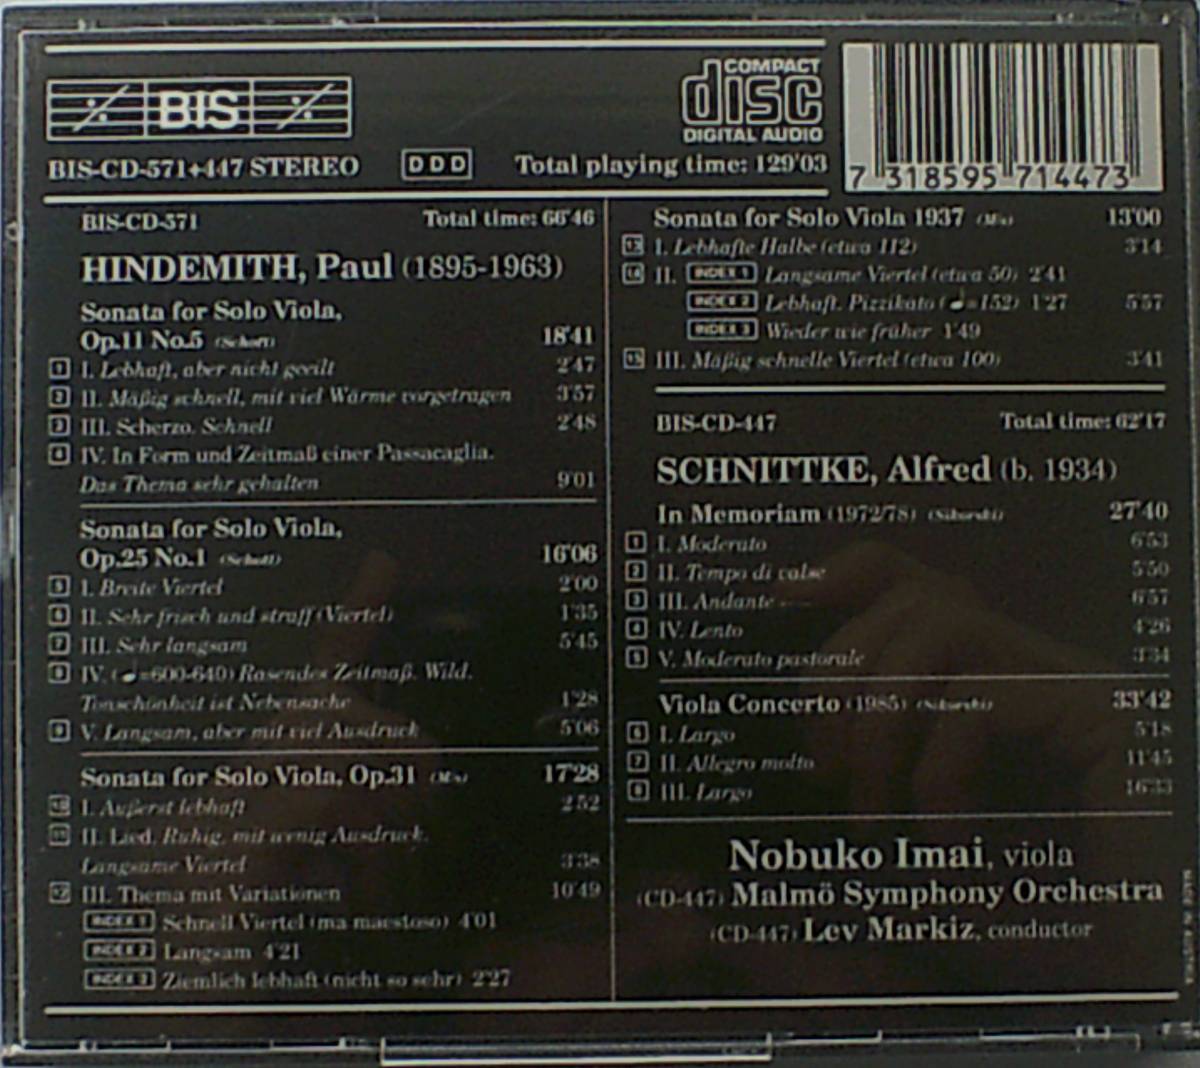 BIS
COMPACT
disc
DIGITAL AUDIO
BIS-CD-571+447 STEREO
DDD
Total playing time: 129'03
7 318595 714473
BIS-CD-571
Total time: 66'46
HINDEMITH, Paul (1895-1963)
Sonata for Solo Viola,
Op.11 No.5 (Schott) 18'41
1 I. Lebhaft, aber nicht geeilt 2'47
2 II. Mäßig schnell, mit viel Wärme vorgetragen 3'57
3 III. Scherzo. Schnell 2'48
4 IV. In Form und Zeitmaß einer Passacaglia.
Das Thema sehr gehalten 9'01
Sonata for Solo Viola,
Op.25 No.1 (Schott) 16'06
5 I. Breite Viertel 2'00
6 II. Sehr frisch und straff (Viertel) 1'35
7 III. Sehr langsam 5'45
8 IV. (♩=600-640) Rasendes Zeitmaß. Wild.
Tonschönheit ist Nebensache 1'28
9 V. Langsam, aber mit viel Ausdruck 5'06
Sonata for Solo Viola, Op.31 17'28
10 I. Äußerst lebhaft 2'52
11 II. Lied. Ruhig, mit wenig Ausdruck.
Langsame Viertel 3'38
12 III. Thema mit Variationen 10'49
INDEX 1 Schnell Viertel (ma maestoso) 4'01
INDEX 2 Langsam 4'21
INDEX 3 Ziemlich lebhaft (nicht so sehr) 2'27
Sonata for Solo Viola 1937 13'00
13 I. Lebhafte Halbe (etwa 112) 3'14
14 II. INDEX 1 Langsame Viertel (etwa 50) 2'41
INDEX 2 Lebhaft. Pizzikato (♩=152) 1'27 5'57
INDEX 3 Wieder wie früher 1'49
15 III. Mäßig schnelle Viertel (etwa 100) 3'41
BIS-CD-447
Total time: 62'17
SCHNITTKE, Alfred (b. 1934)
In Memoriam (1972/78) (Sikorski) 27'40
1 I. Moderato 6'53
2 II. Tempo di valse 5'50
3 III. Andante 6'57
4 IV. Lento 4'26
5 V. Moderato pastorale 3'34
Viola Concerto (1985) (Sikorski) 33'42
6 I. Largo 5'18
7 II. Allegro molto 11'45
8 III. Largo 16'33
Nobuko Imai, viola
(CD-447) Malmö Symphony Orchestra
(CD-447) Lev Markiz, conductor
MADE IN AUSTRIA